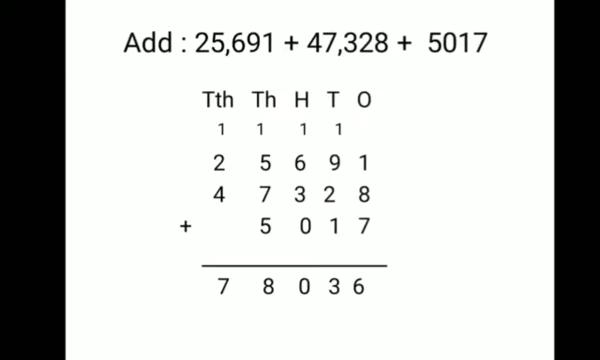 Add : 25,691 + 47,328 + 5017
Tth Th H T O
1 1 1 1
2 5 6 9 1
4 7 3 2 8
+ 5 0 1 7
7 8 0 3 6